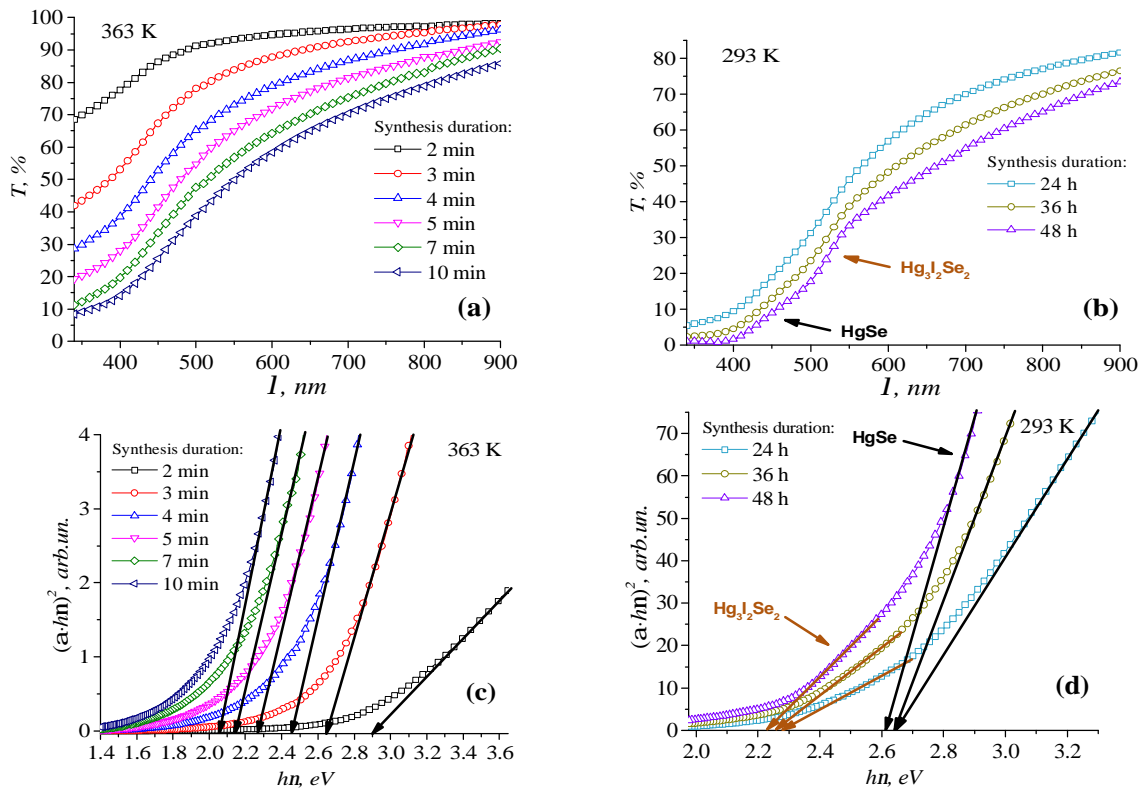 363 K
100
90
80
70
60
50
40
30
20
10
0
T, %
400 500 600 700 800 900
l, nm
Synthesis duration:
2 min
3 min
4 min
5 min
7 min
10 min
(a)
293 K
80
70
60
50
40
30
20
10
0
T, %
400 500 600 700 800 900
l, nm
Synthesis duration:
24 h
36 h
48 h
Hg3I2Se2
HgSe
(b)
4
3
2
1
0
(a·hn)², arb.un.
1.4 1.6 1.8 2.0 2.2 2.4 2.6 2.8 3.0 3.2 3.4 3.6
hn, eV
Synthesis duration:
2 min
3 min
4 min
5 min
7 min
10 min
363 K
(c)
70
60
50
40
30
20
10
0
(a·hn)², arb.un.
2.0 2.2 2.4 2.6 2.8 3.0 3.2
hn, eV
Synthesis duration:
24 h
36 h
48 h
HgSe
293 K
Hg3I2Se2
(d)